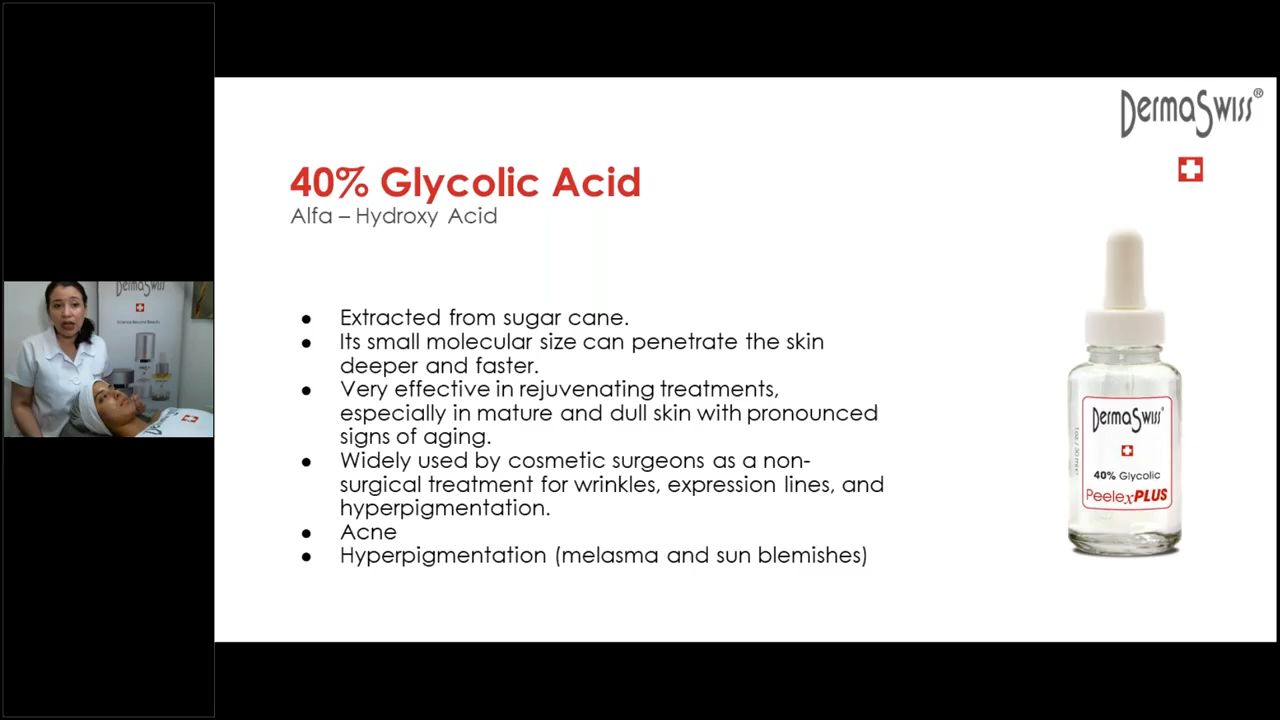 DermaSwiss®
40% Glycolic Acid
Alfa – Hydroxy Acid
● Extracted from sugar cane.
● Its small molecular size can penetrate the skin
deeper and faster.
● Very effective in rejuvenating treatments,
especially in mature and dull skin with pronounced
signs of aging.
● Widely used by cosmetic surgeons as a non-
surgical treatment for wrinkles, expression lines, and
hyperpigmentation.
● Acne
● Hyperpigmentation (melasma and sun blemishes)
DermaSwiss®
40% Glycolic
PeelexPLUS
DermaSwiss